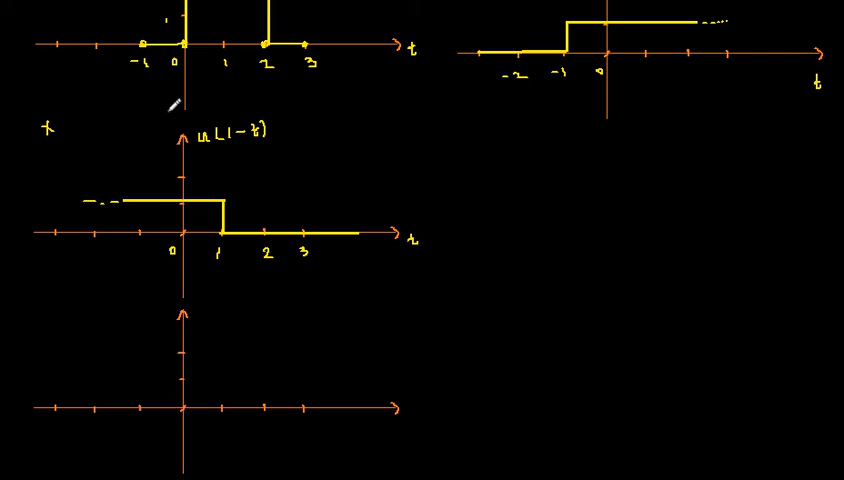 1
-1 0 1 2 3 t
-2 -1 0 t
x u(1-t)
0 1 2 3 t